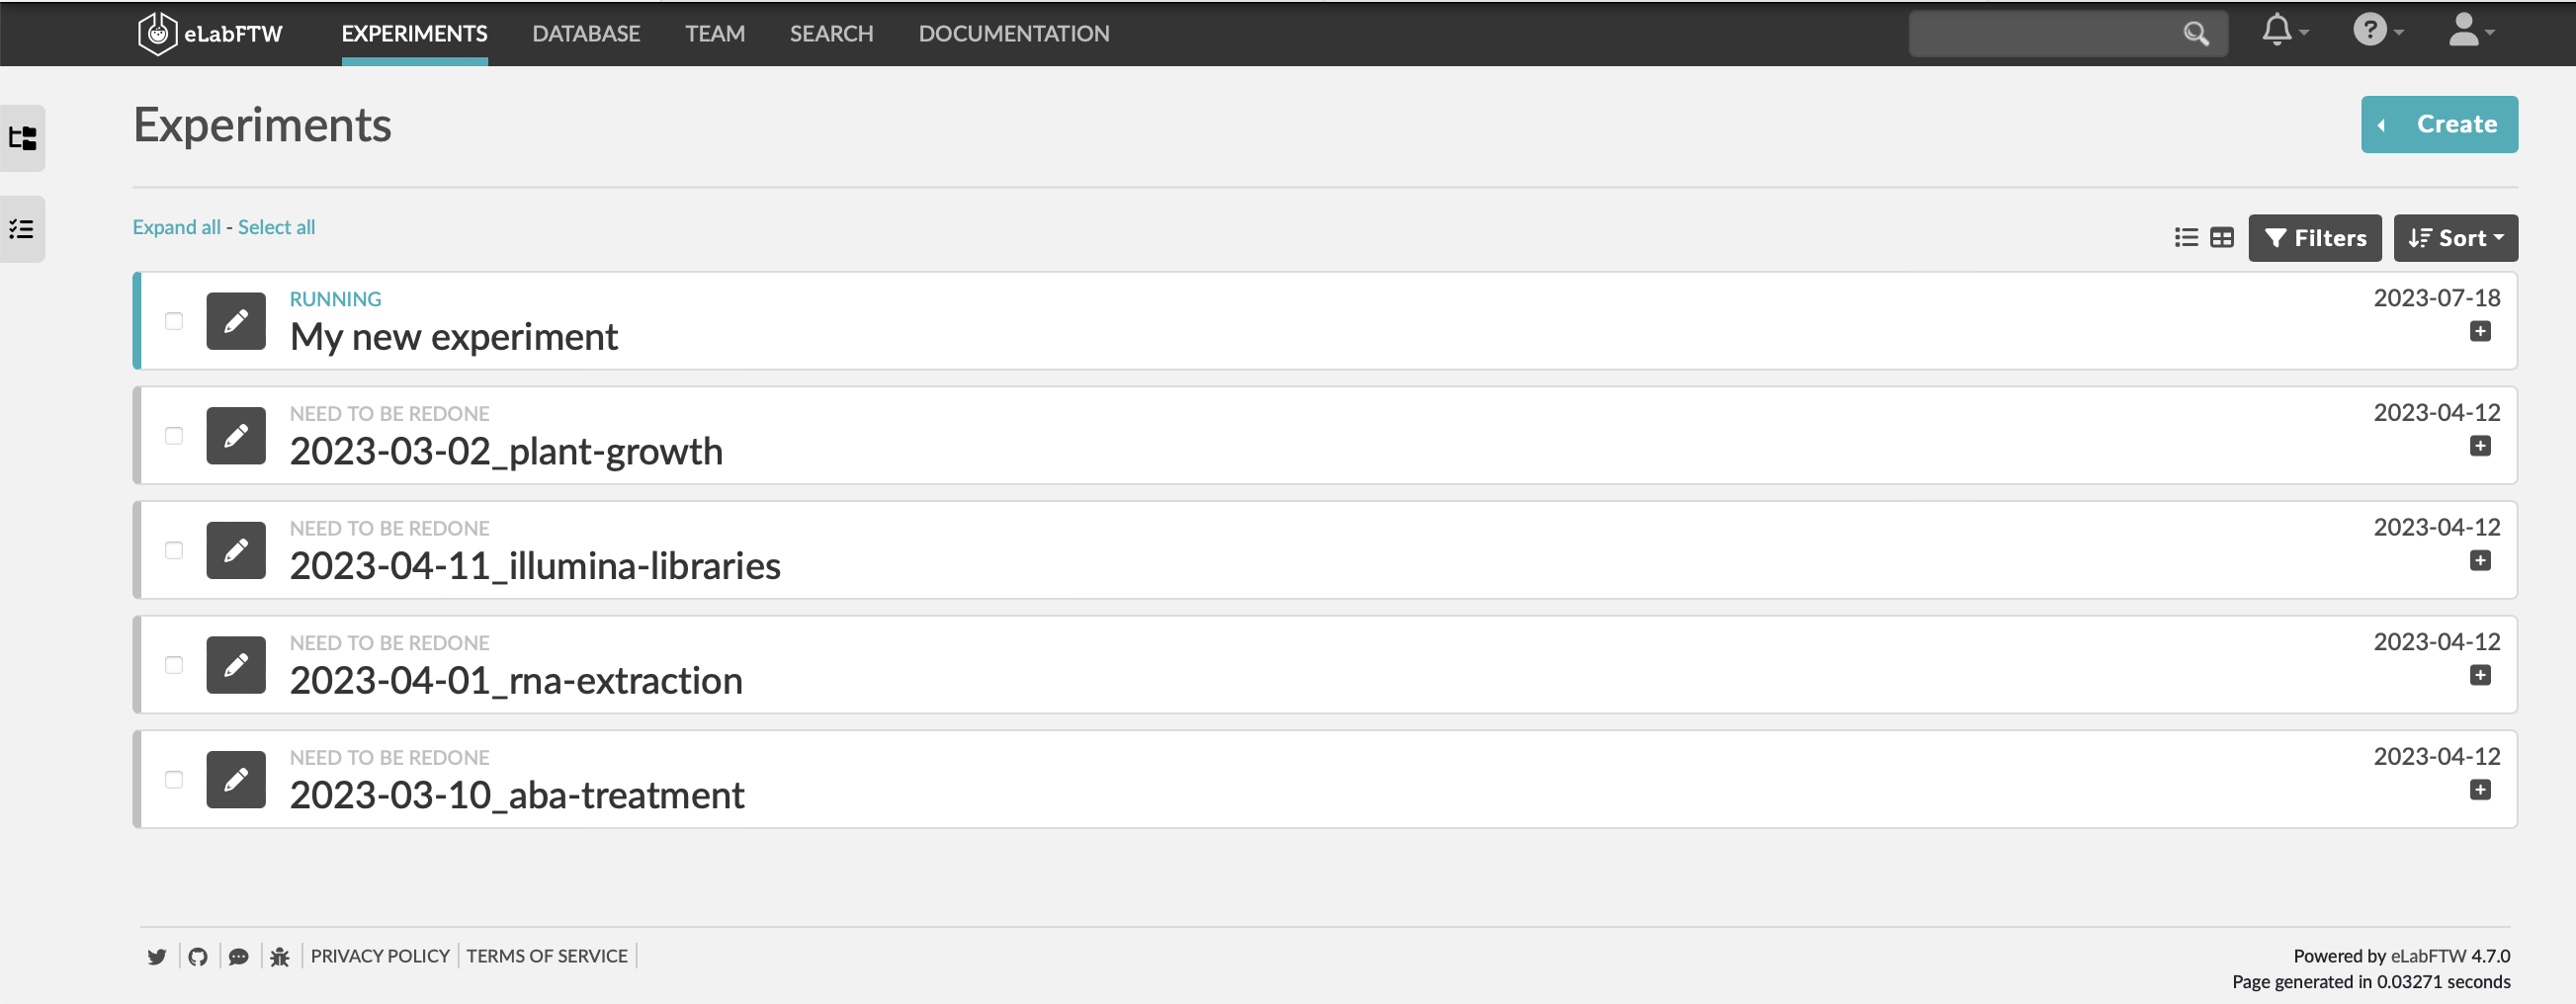 eLabFTW EXPERIMENTS DATABASE TEAM SEARCH DOCUMENTATION
Experiments
Create
Expand all - Select all
Filters Sort
RUNNING
2023-07-18
My new experiment
NEED TO BE REDONE
2023-04-12
2023-03-02_plant-growth
NEED TO BE REDONE
2023-04-12
2023-04-11_illumina-libraries
NEED TO BE REDONE
2023-04-12
2023-04-01_rna-extraction
NEED TO BE REDONE
2023-04-12
2023-03-10_aba-treatment
PRIVACY POLICY TERMS OF SERVICE
Powered by eLabFTW 4.7.0
Page generated in 0.03271 seconds